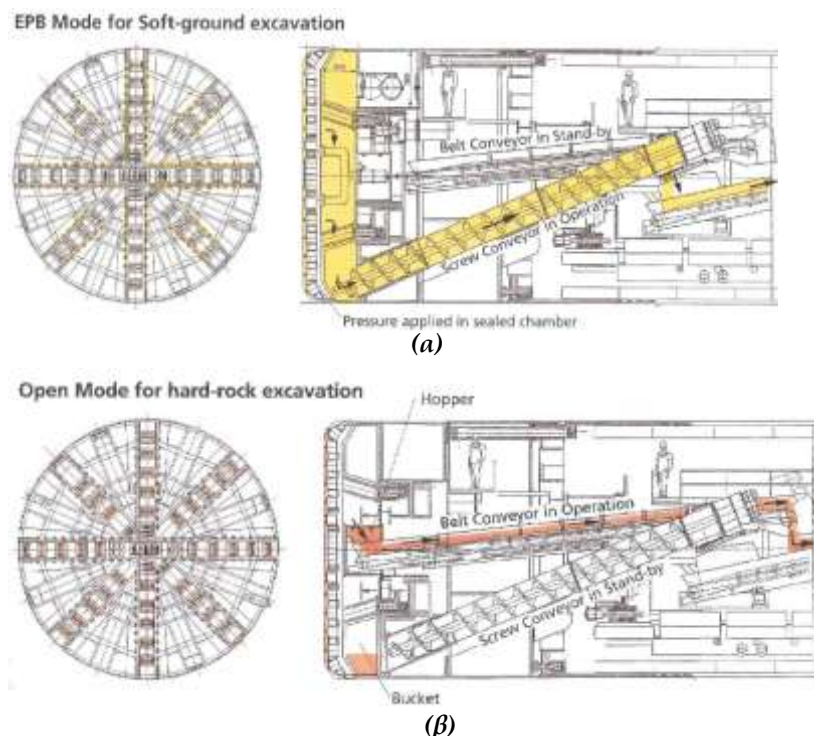 EPB Mode for Soft-ground excavation
Belt Conveyor in Stand-by
Screw Conveyor in Operation
Pressure applied in sealed chamber
(α)
Open Mode for hard-rock excavation
Hopper
Belt Conveyor in Operation
Screw Conveyor in Stand-by
Bucket
(β)